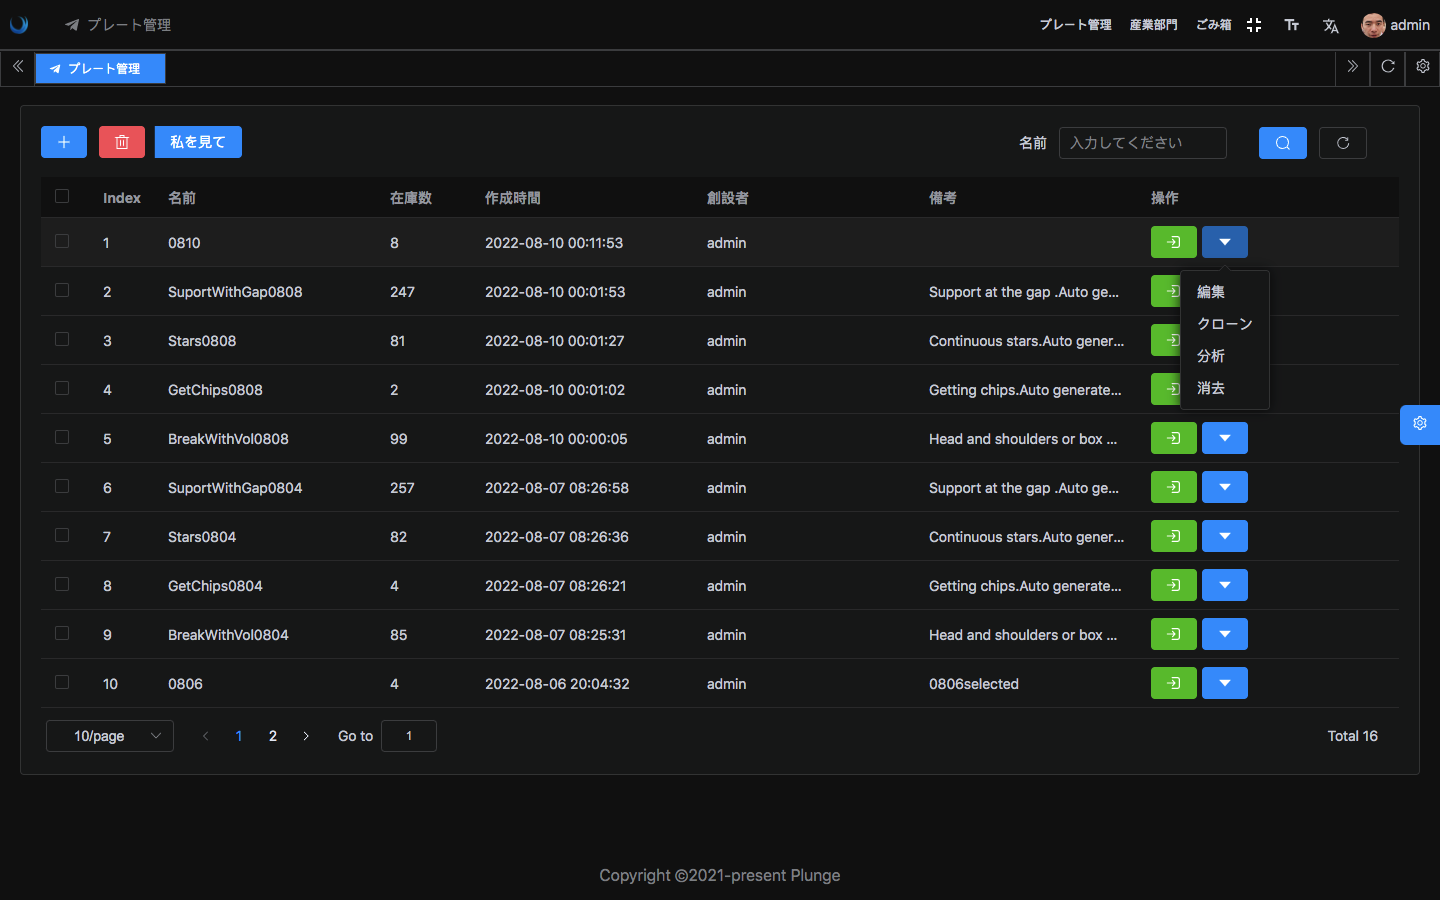 プレート管理 プレート管理 産業部門 ごみ箱 admin
プレート管理
私を見て 名前 入力してください
Index 名前 在庫数 作成時間 創設者 備考 操作
1 0810 8 2022-08-10 00:11:53 admin
2 SuportWithGap0808 247 2022-08-10 00:01:53 admin Support at the gap .Auto ge... 編集
クローン
3 Stars0808 81 2022-08-10 00:01:27 admin Continuous stars.Auto gener...
分析
4 GetChips0808 2 2022-08-10 00:01:02 admin Getting chips.Auto generate... 消去
5 BreakWithVol0808 99 2022-08-10 00:00:05 admin Head and shoulders or box ...
6 SuportWithGap0804 257 2022-08-07 08:26:58 admin Support at the gap .Auto ge...
7 Stars0804 82 2022-08-07 08:26:36 admin Continuous stars.Auto gener...
8 GetChips0804 4 2022-08-07 08:26:21 admin Getting chips.Auto generate...
9 BreakWithVol0804 85 2022-08-07 08:25:31 admin Head and shoulders or box ...
10 0806 4 2022-08-06 20:04:32 admin 0806selected
10/page 1 2 Go to 1 Total 16
Copyright ©2021-present Plunge